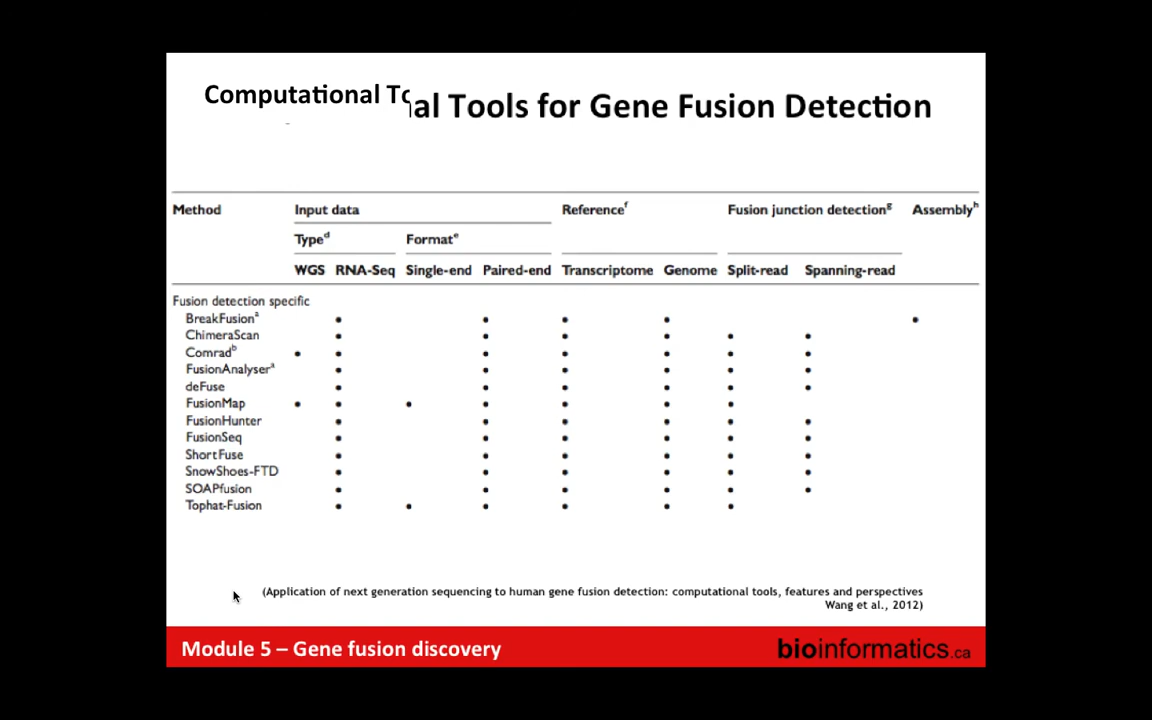 Computational To
al Tools for Gene Fusion Detection
Method Input data Reference^f Fusion junction detection^g Assembly^h
Type^d Format^e
WGS RNA-Seq Single-end Paired-end Transcriptome Genome Split-read Spanning-read
Fusion detection specific
BreakFusion^a • • • • •
ChimeraScan • • • • • •
Comrad^b • • • • • • •
FusionAnalyser^a • • • • • •
deFuse • • • • • •
FusionMap • • • • • • •
FusionHunter • • • • • •
FusionSeq • • • • • •
ShortFuse • • • • • •
SnowShoes-FTD • • • • • •
SOAPfusion • • • • • •
Tophat-Fusion • • • • • •
(Application of next generation sequencing to human gene fusion detection: computational tools, features and perspectives
Wang et al., 2012)
Module 5 – Gene fusion discovery bioinformatics.ca